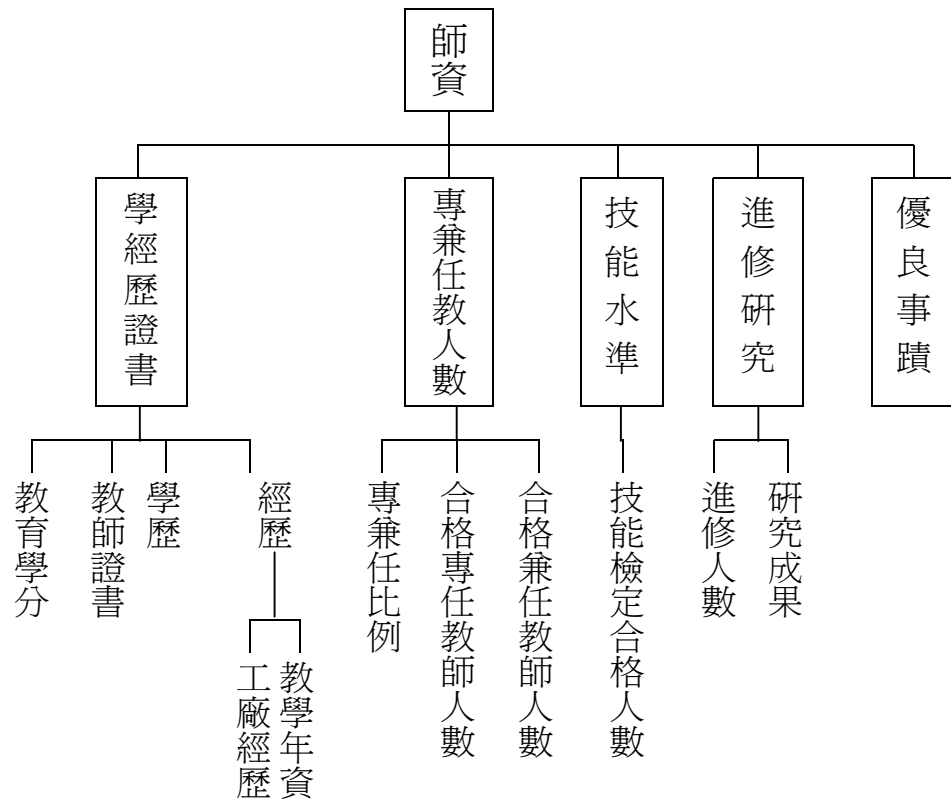 師資
學經歷證書
專兼任教人數
技能水準
進修研究
優良事蹟
教育學分
教師證書
學歷
經歷
專兼任比例
合格專任教師人數
合格兼任教師人數
技能檢定合格人數
進修人數
研究成果
工廠經歷
教學年資